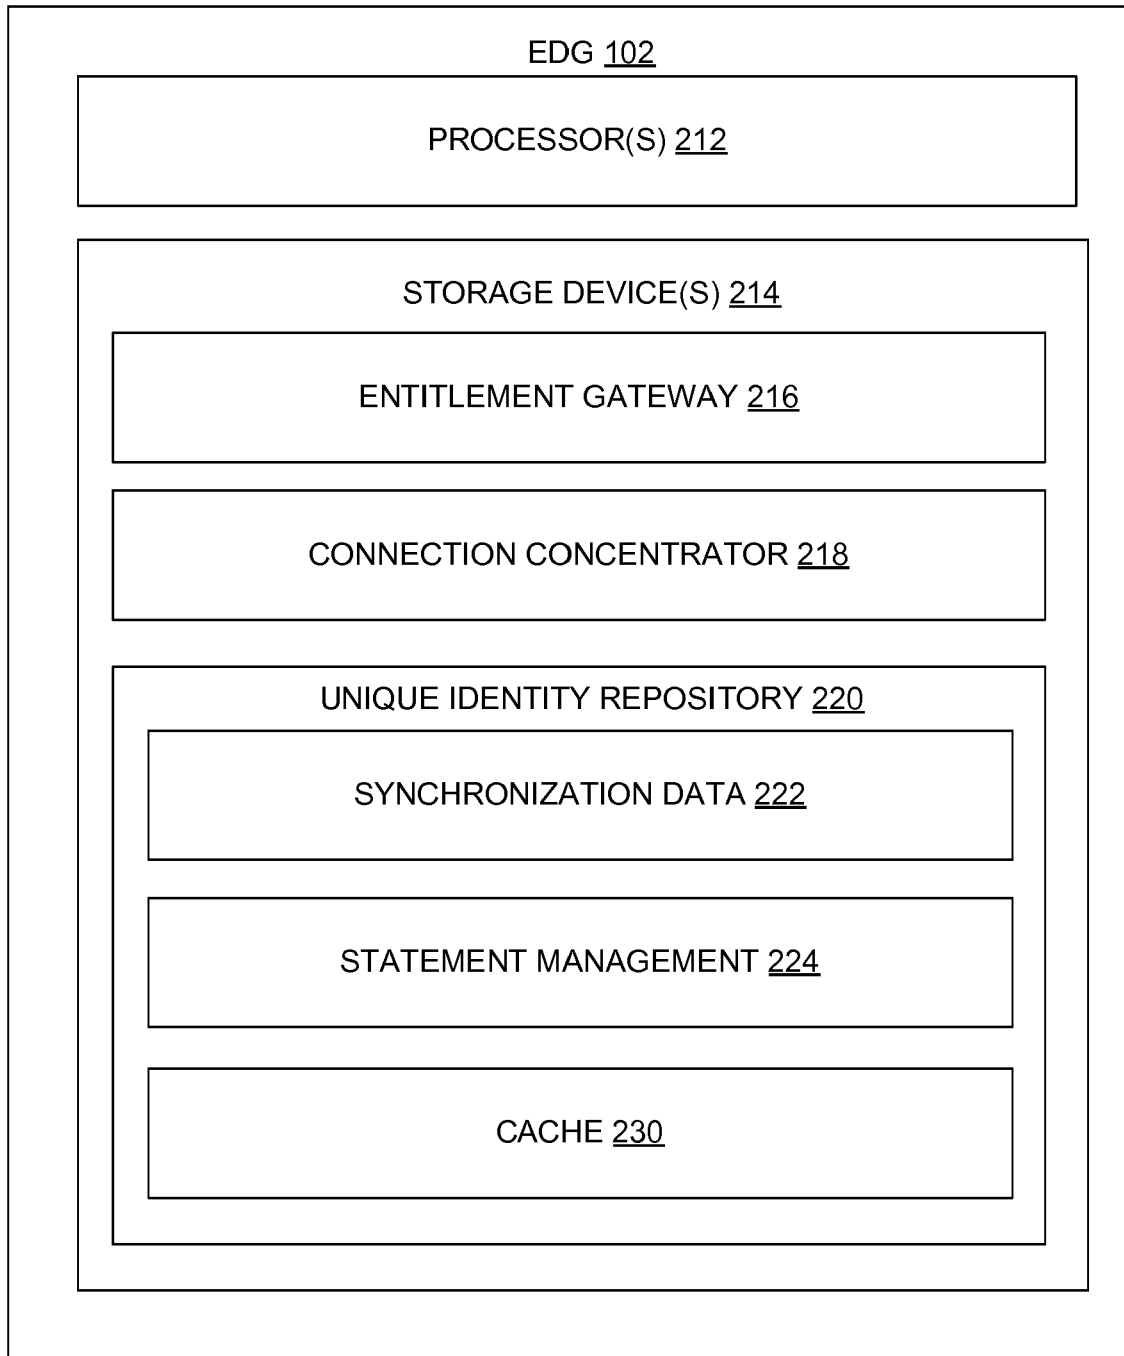 EDG 102
PROCESSOR(S) 212
STORAGE DEVICE(S) 214
ENTITLEMENT GATEWAY 216
CONNECTION CONCENTRATOR 218
UNIQUE IDENTITY REPOSITORY 220
SYNCHRONIZATION DATA 222
STATEMENT MANAGEMENT 224
CACHE 230